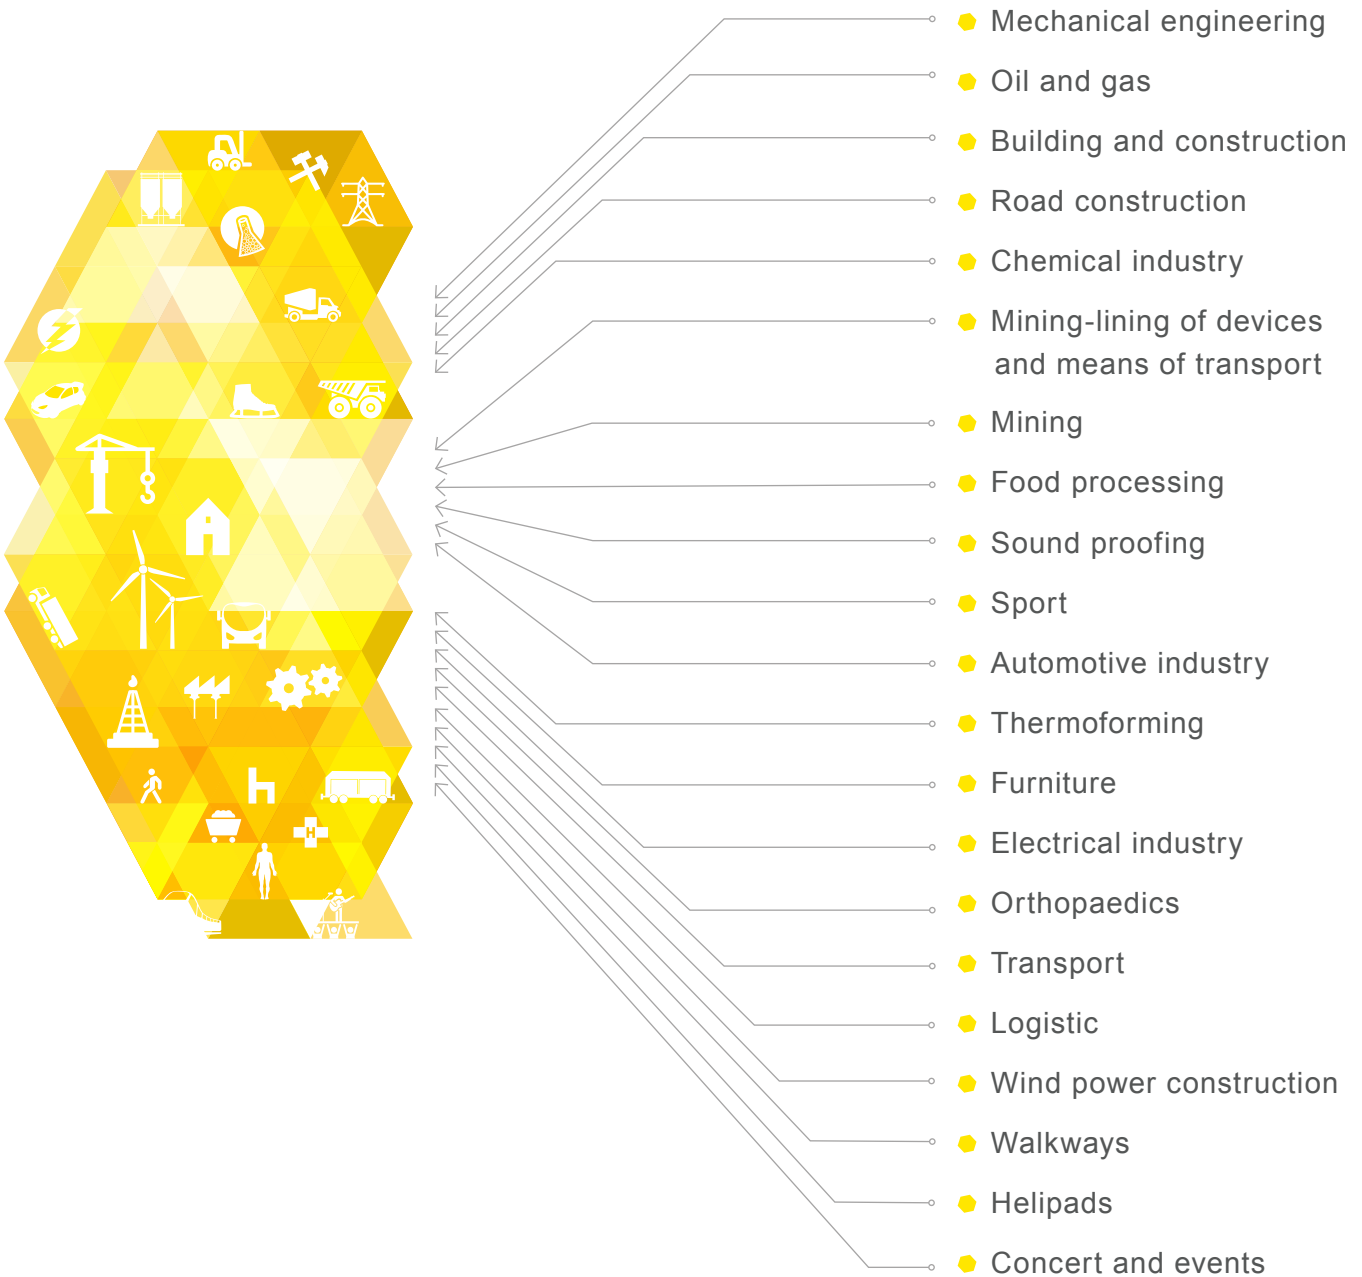 Mechanical engineering
Oil and gas
Building and construction
Road construction
Chemical industry
Mining-lining of devices
and means of transport
Mining
Food processing
Sound proofing
Sport
Automotive industry
Thermoforming
Furniture
Electrical industry
Orthopaedics
Transport
Logistic
Wind power construction
Walkways
Helipads
Concert and events
H